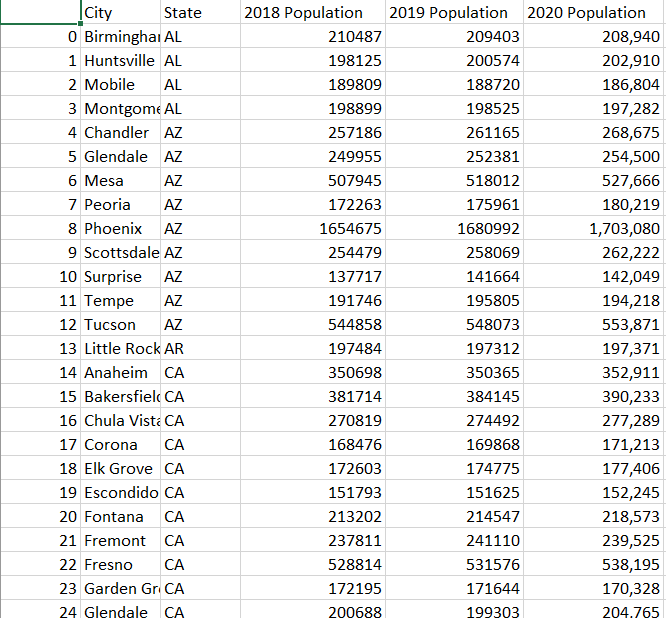 City State 2018 Population 2019 Population 2020 Population
0 Birminghar AL 210487 209403 208,940
1 Huntsville AL 198125 200574 202,910
2 Mobile AL 189809 188720 186,804
3 Montgome AL 198899 198525 197,282
4 Chandler AZ 257186 261165 268,675
5 Glendale AZ 249955 252381 254,500
6 Mesa AZ 507945 518012 527,666
7 Peoria AZ 172263 175961 180,219
8 Phoenix AZ 1654675 1680992 1,703,080
9 Scottsdale AZ 254479 258069 262,222
10 Surprise AZ 137717 141664 142,049
11 Tempe AZ 191746 195805 194,218
12 Tucson AZ 544858 548073 553,871
13 Little Rock AR 197484 197312 197,371
14 Anaheim CA 350698 350365 352,911
15 Bakersfield CA 381714 384145 390,233
16 Chula Vista CA 270819 274492 277,289
17 Corona CA 168476 169868 171,213
18 Elk Grove CA 172603 174775 177,406
19 Escondido CA 151793 151625 152,245
20 Fontana CA 213202 214547 218,573
21 Fremont CA 237811 241110 239,525
22 Fresno CA 528814 531576 538,195
23 Garden Gr CA 172195 171644 170,328
24 Glendale CA 200688 199303 204,765